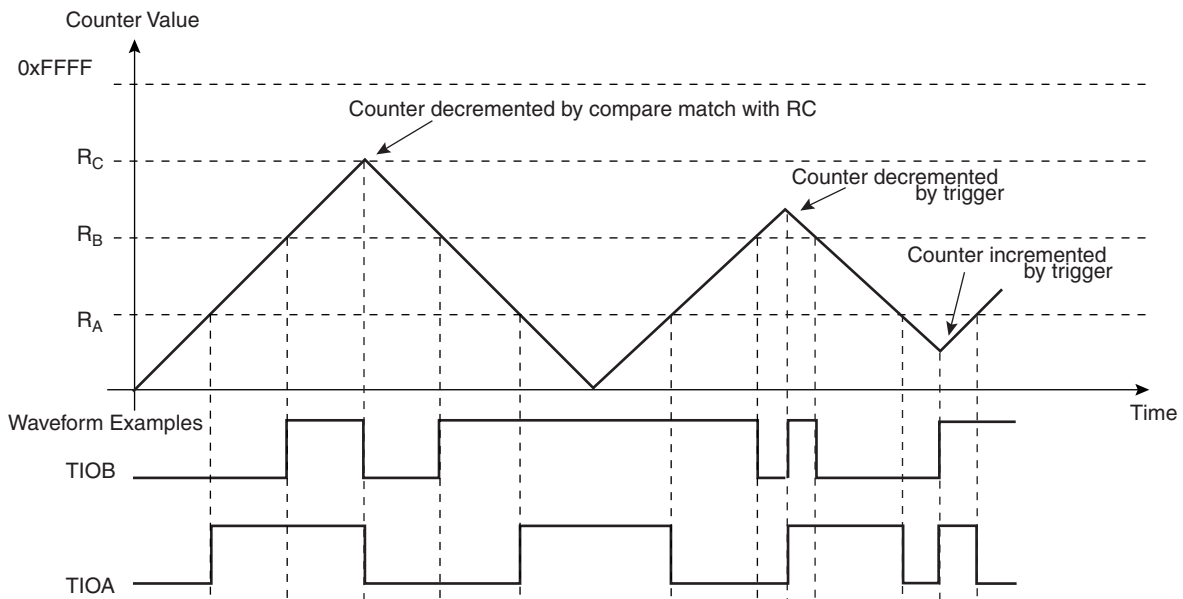 Counter Value
0xFFFF
Counter decremented by compare match with RC
RC
Counter decremented
by trigger
RB
Counter incremented
by trigger
RA
Time
Waveform Examples
TIOB
TIOA